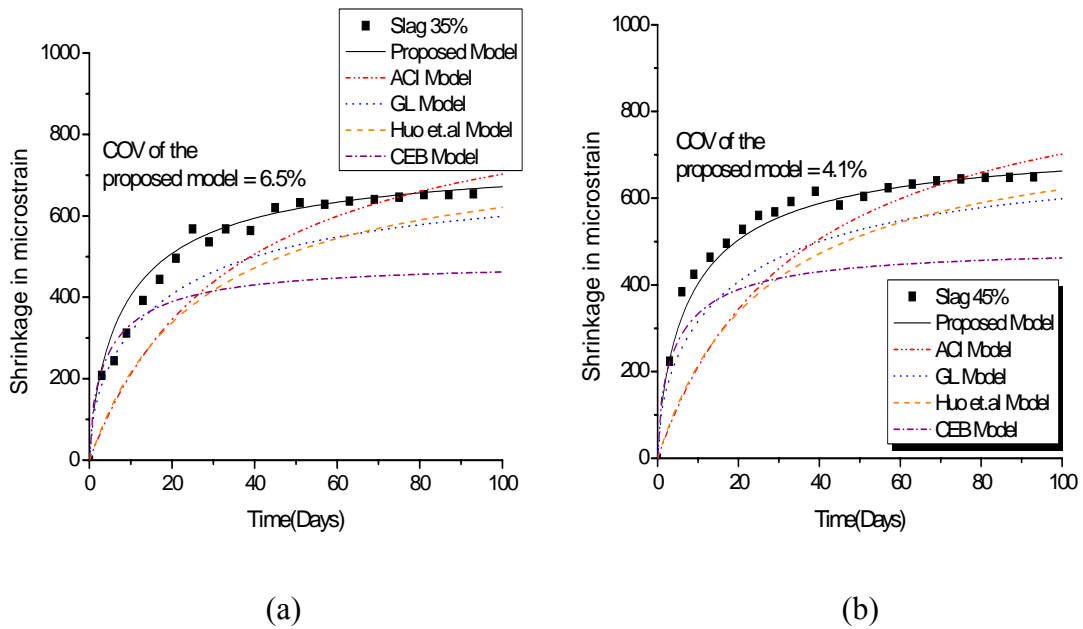 Slag 35%
Proposed Model
ACI Model
GL Model
Huo et.al Model
CEB Model
COV of the
proposed model = 6.5%
Shrinkage in microstrain
1000
800
600
400
200
0
0 20 40 60 80 100
Time(Days)
(a)
COV of the
proposed model = 4.1%
Slag 45%
Proposed Model
ACI Model
GL Model
Huo et.al Model
CEB Model
Shrinkage in microstrain
1000
800
600
400
200
0
0 20 40 60 80 100
Time(Days)
(b)